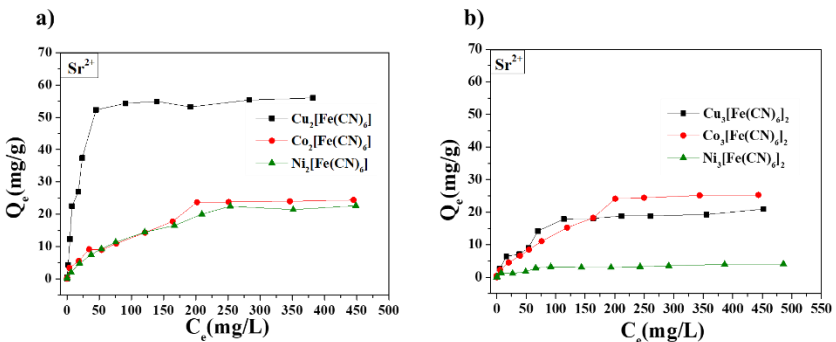 a)
Sr²⁺
Cu₂[Fe(CN)₆]
Co₂[Fe(CN)₆]
Ni₂[Fe(CN)₆]
Qₑ(mg/g)
70
60
50
40
30
20
10
0
0 50 100 150 200 250 300 350 400 450 500
Cₑ(mg/L)
b)
Sr²⁺
Cu₃[Fe(CN)₆]₂
Co₃[Fe(CN)₆]₂
Ni₃[Fe(CN)₆]₂
Qₑ(mg/g)
70
60
50
40
30
20
10
0
0 50 100 150 200 250 300 350 400 450 500 550
Cₑ(mg/L)